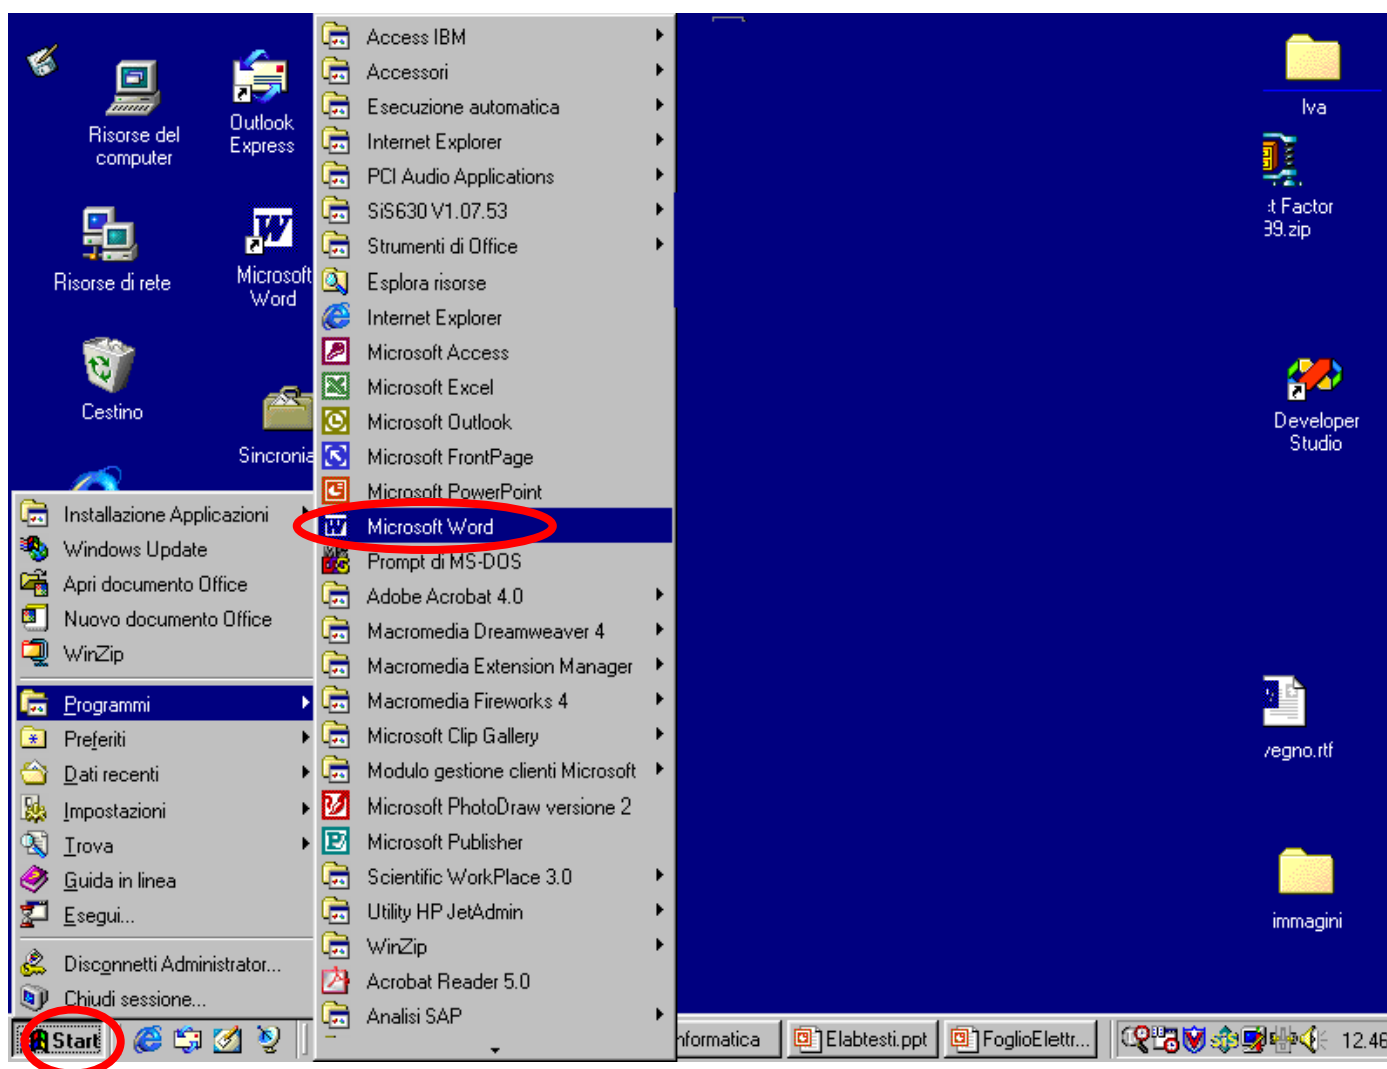 Risorse del
computer
Outlook
Express
Risorse di rete
Microsoft
Word
Cestino
Sincronia
Access IBM
Accessori
Esecuzione automatica
Internet Explorer
PCI Audio Applications
SiS630 V1.07.53
Strumenti di Office
Esplora risorse
Internet Explorer
Microsoft Access
Microsoft Excel
Microsoft Outlook
Microsoft FrontPage
Microsoft PowerPoint
Microsoft Word
Prompt di MS-DOS
Adobe Acrobat 4.0
Macromedia Dreamweaver 4
Macromedia Extension Manager
Macromedia Fireworks 4
Microsoft Clip Gallery
Modulo gestione clienti Microsoft
Microsoft PhotoDraw versione 2
Microsoft Publisher
Scientific WorkPlace 3.0
Utility HP JetAdmin
WinZip
Acrobat Reader 5.0
Analisi SAP
Installazione Applicazioni
Windows Update
Apri documento Office
Nuovo documento Office
WinZip
Programmi
Preferiti
Dati recenti
Impostazioni
Trova
Guida in linea
Esegui...
Disconnetti Administrator...
Chiudi sessione...
Iva
t Factor
99.zip
Developer
Studio
vegno.rtf
immagini
Start
nformatica
Elabtesti.ppt
FoglioElettr...
12.46